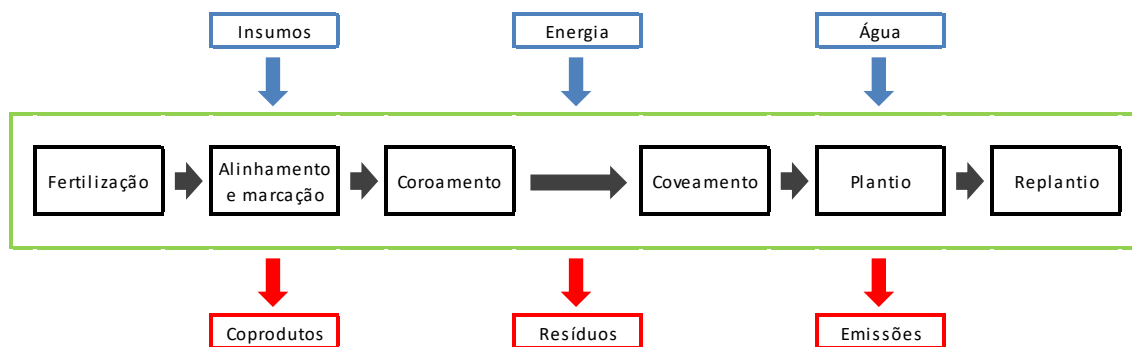 Insumos
Energia
Água
Fertilização
Alinhamento
e marcação
Coroamento
Coveamento
Plantio
Replantio
Coprodutos
Resíduos
Emissões